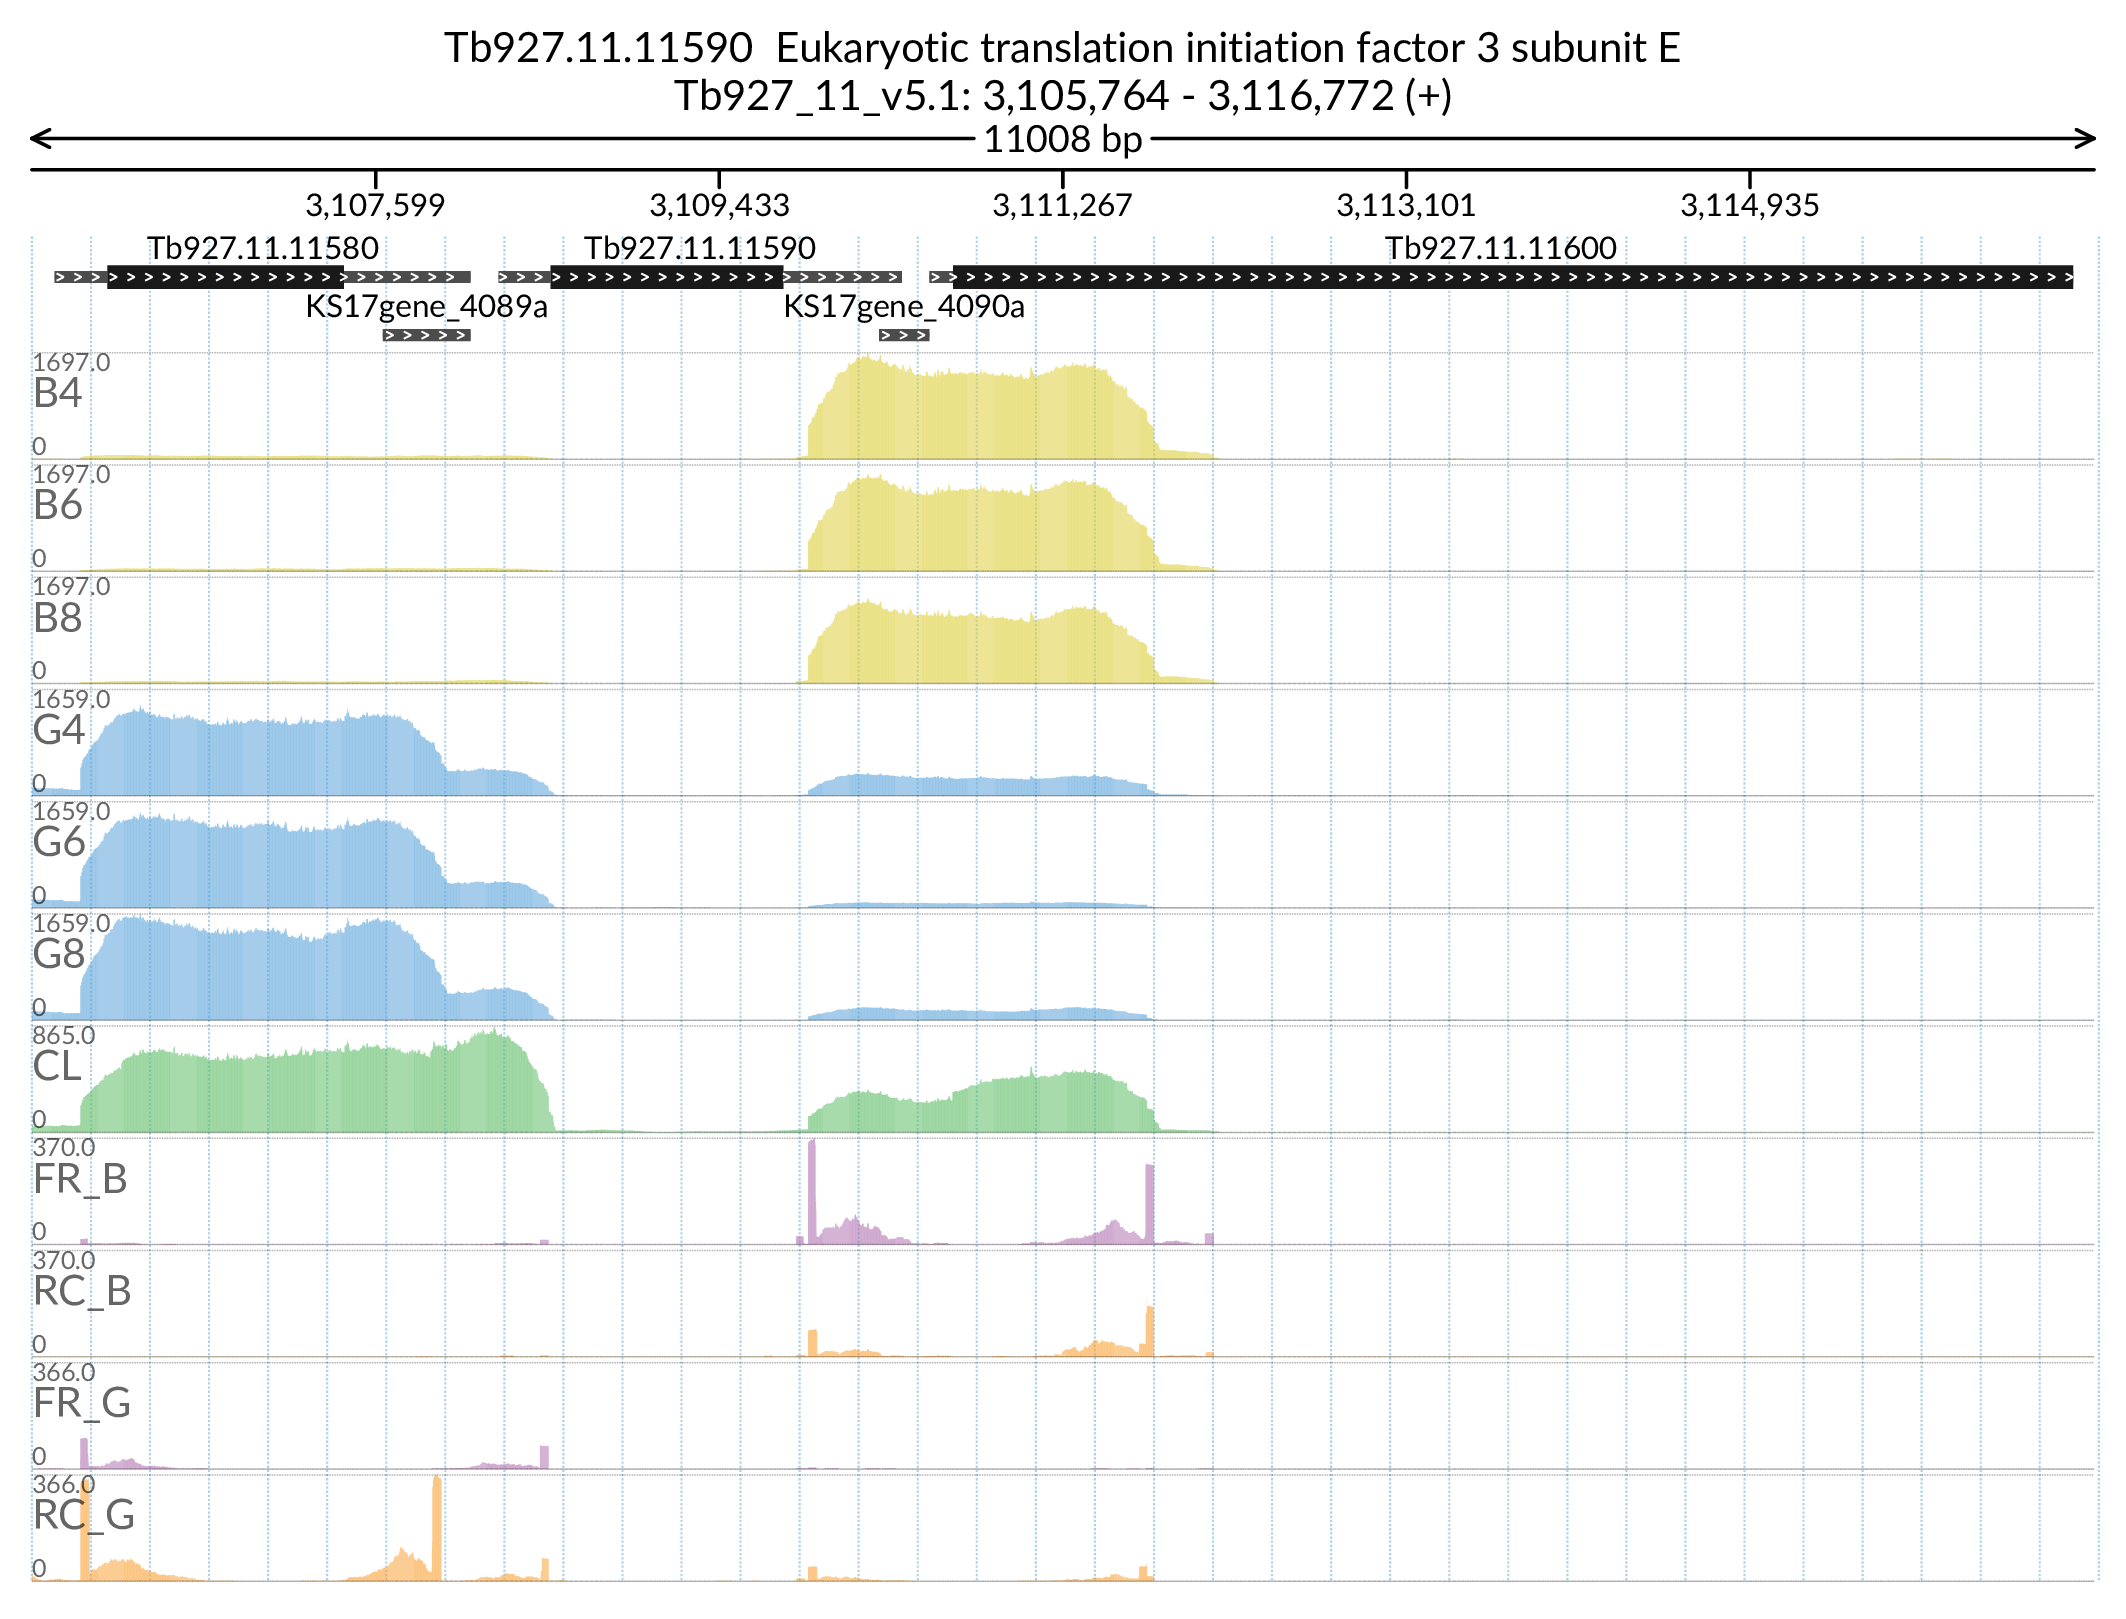 Tb927.11.11590 Eukaryotic translation initiation factor 3 subunit E
Tb927_11_v5.1: 3,105,764 - 3,116,772 (+)
11008 bp
3,107,599 3,109,433 3,111,267 3,113,101 3,114,935
Tb927.11.11580 Tb927.11.11590 Tb927.11.11600
KS17gene_4089a KS17gene_4090a
1697.0
B4
0
1697.0
B6
0
1697.0
B8
0
1659.0
G4
0
1659.0
G6
0
1659.0
G8
0
865.0
CL
0
370.0
FR_B
0
370.0
RC_B
0
366.0
FR_G
0
366.0
RC_G
0